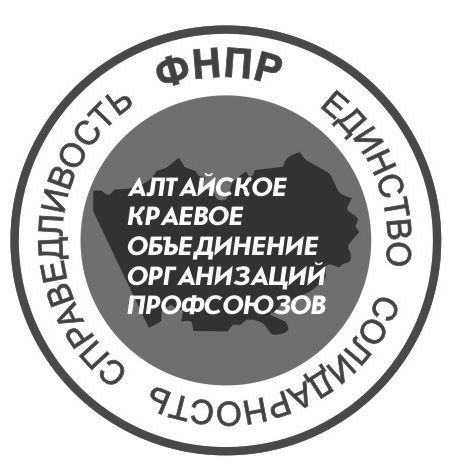 ФНПР
ЕДИНСТВО
СОЛИДАРНОСТЬ
СПРАВЕДЛИВОСТЬ
АЛТАЙСКОЕ
КРАЕВОЕ
ОБЪЕДИНЕНИЕ
ОРГАНИЗАЦИЙ
ПРОФСОЮЗОВ